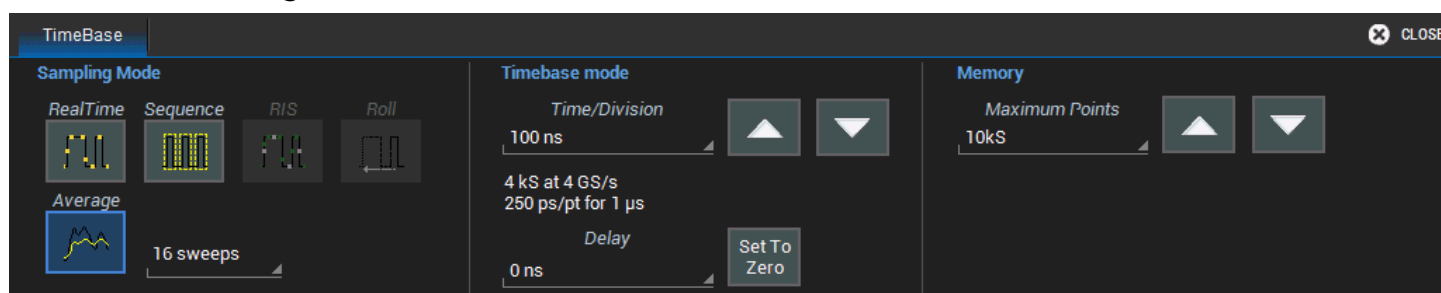 TimeBase
CLOSE
Sampling Mode
RealTime Sequence RIS Roll
Average
16 sweeps
Timebase mode
Time/Division
100 ns
4 kS at 4 GS/s
250 ps/pt for 1 µs
Delay
0 ns
Set To
Zero
Memory
Maximum Points
10kS